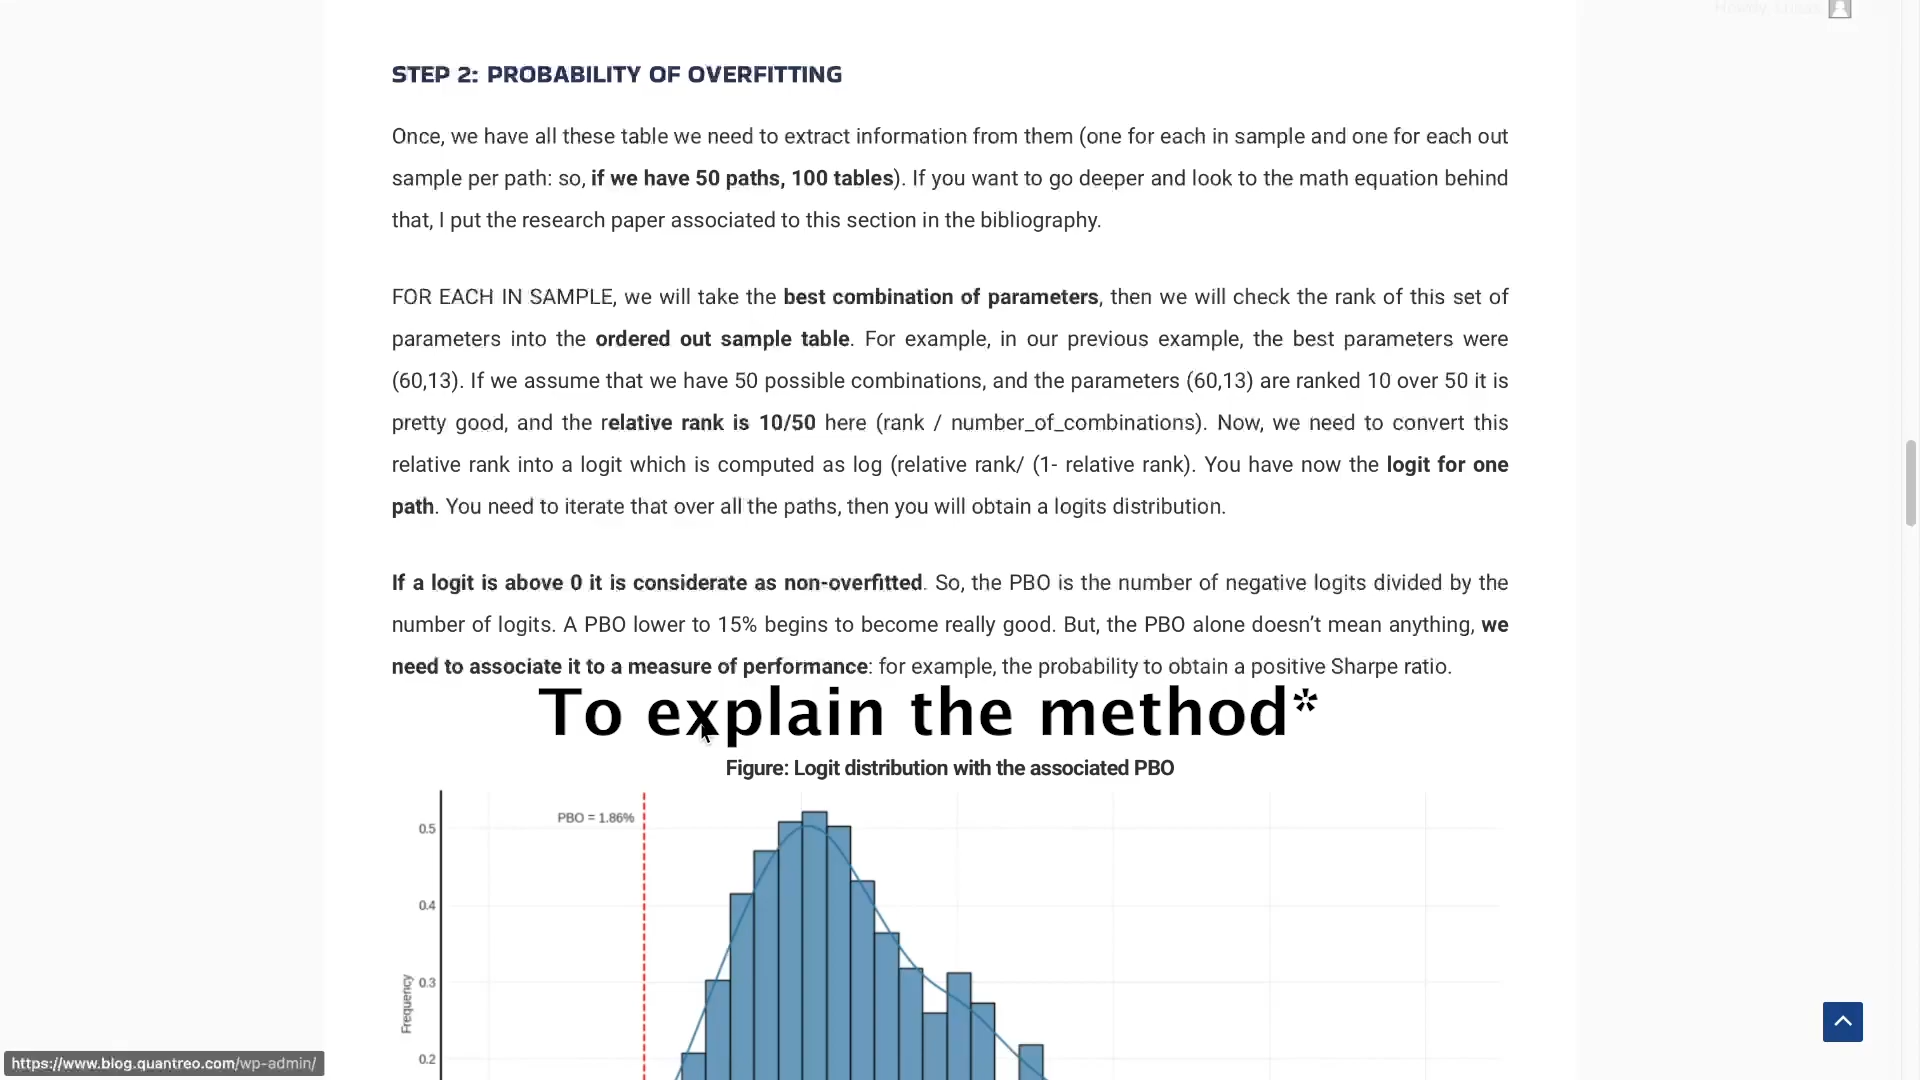 Howdy, Lucas
STEP 2: PROBABILITY OF OVERFITTING
Once, we have all these table we need to extract information from them (one for each in sample and one for each out
sample per path: so, if we have 50 paths, 100 tables). If you want to go deeper and look to the math equation behind
that, I put the research paper associated to this section in the bibliography.
FOR EACH IN SAMPLE, we will take the best combination of parameters, then we will check the rank of this set of
parameters into the ordered out sample table. For example, in our previous example, the best parameters were
(60,13). If we assume that we have 50 possible combinations, and the parameters (60,13) are ranked 10 over 50 it is
pretty good, and the relative rank is 10/50 here (rank / number_of_combinations). Now, we need to convert this
relative rank into a logit which is computed as log (relative rank/ (1- relative rank). You have now the logit for one
path. You need to iterate that over all the paths, then you will obtain a logits distribution.
If a logit is above 0 it is considerate as non-overfitted. So, the PBO is the number of negative logits divided by the
number of logits. A PBO lower to 15% begins to become really good. But, the PBO alone doesn't mean anything, we
need to associate it to a measure of performance: for example, the probability to obtain a positive Sharpe ratio.
To explain the method*
Figure: Logit distribution with the associated PBO
PBO = 1.86%
0.5
0.4
0.3
0.2
Frequency
https://www.blog.quantreo.com/wp-admin/